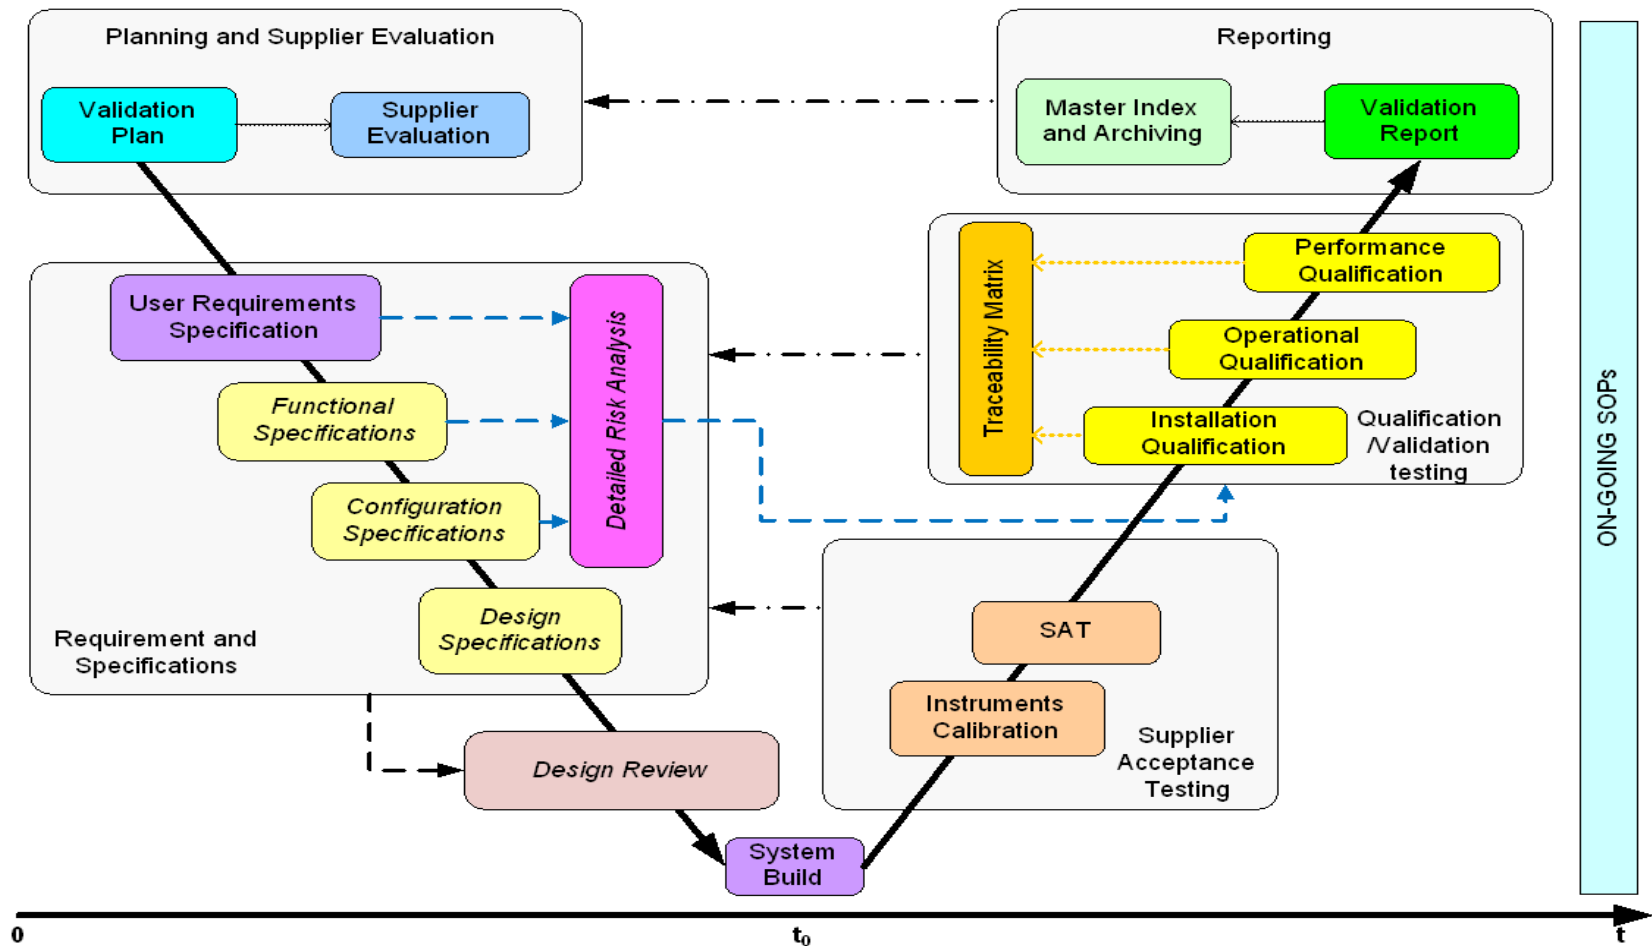 Planning and Supplier Evaluation
Validation
Plan
Supplier
Evaluation
Reporting
Master Index
and Archiving
Validation
Report
User Requirements
Specification
Functional
Specifications
Configuration
Specifications
Design
Specifications
Detailed Risk Analysis
Requirement and
Specifications
Design Review
System
Build
Traceability Matrix
Performance
Qualification
Operational
Qualification
Installation
Qualification
Qualification
/Validation
testing
SAT
Instruments
Calibration
Supplier
Acceptance
Testing
ON-GOING SOPs
0
t₀
t